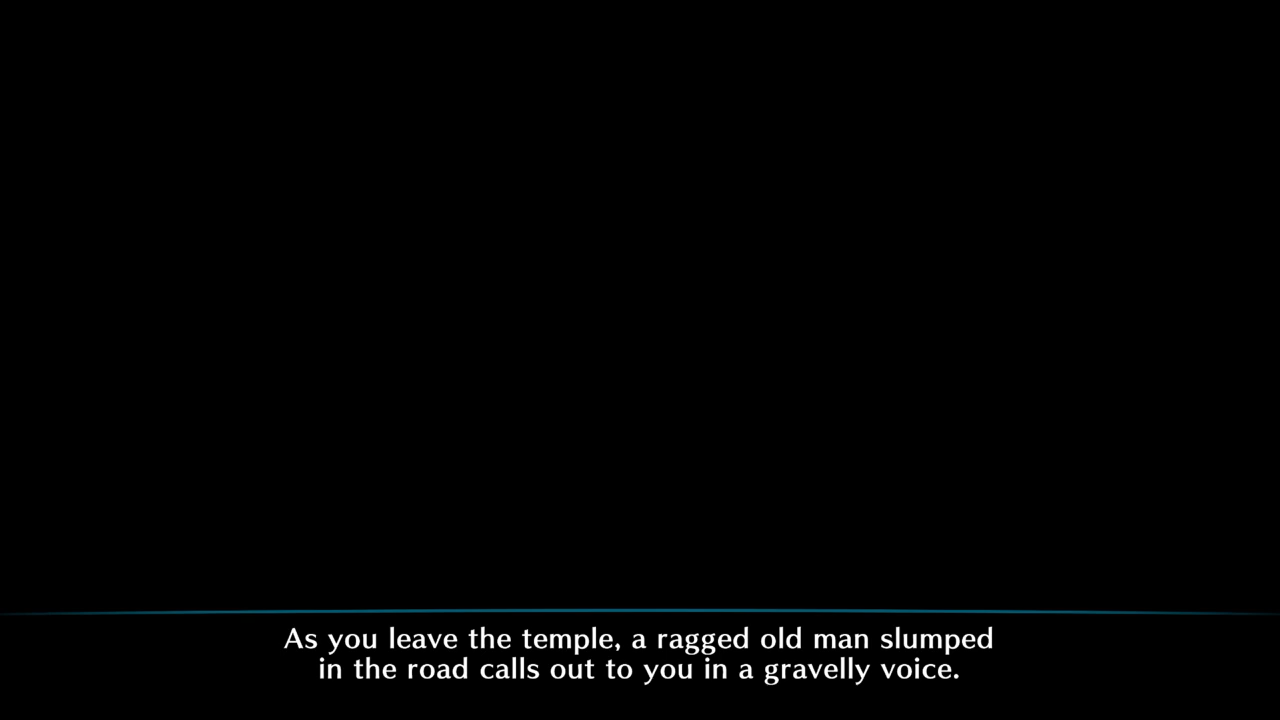 As you leave the temple, a ragged old man slumped
in the road calls out to you in a gravelly voice.